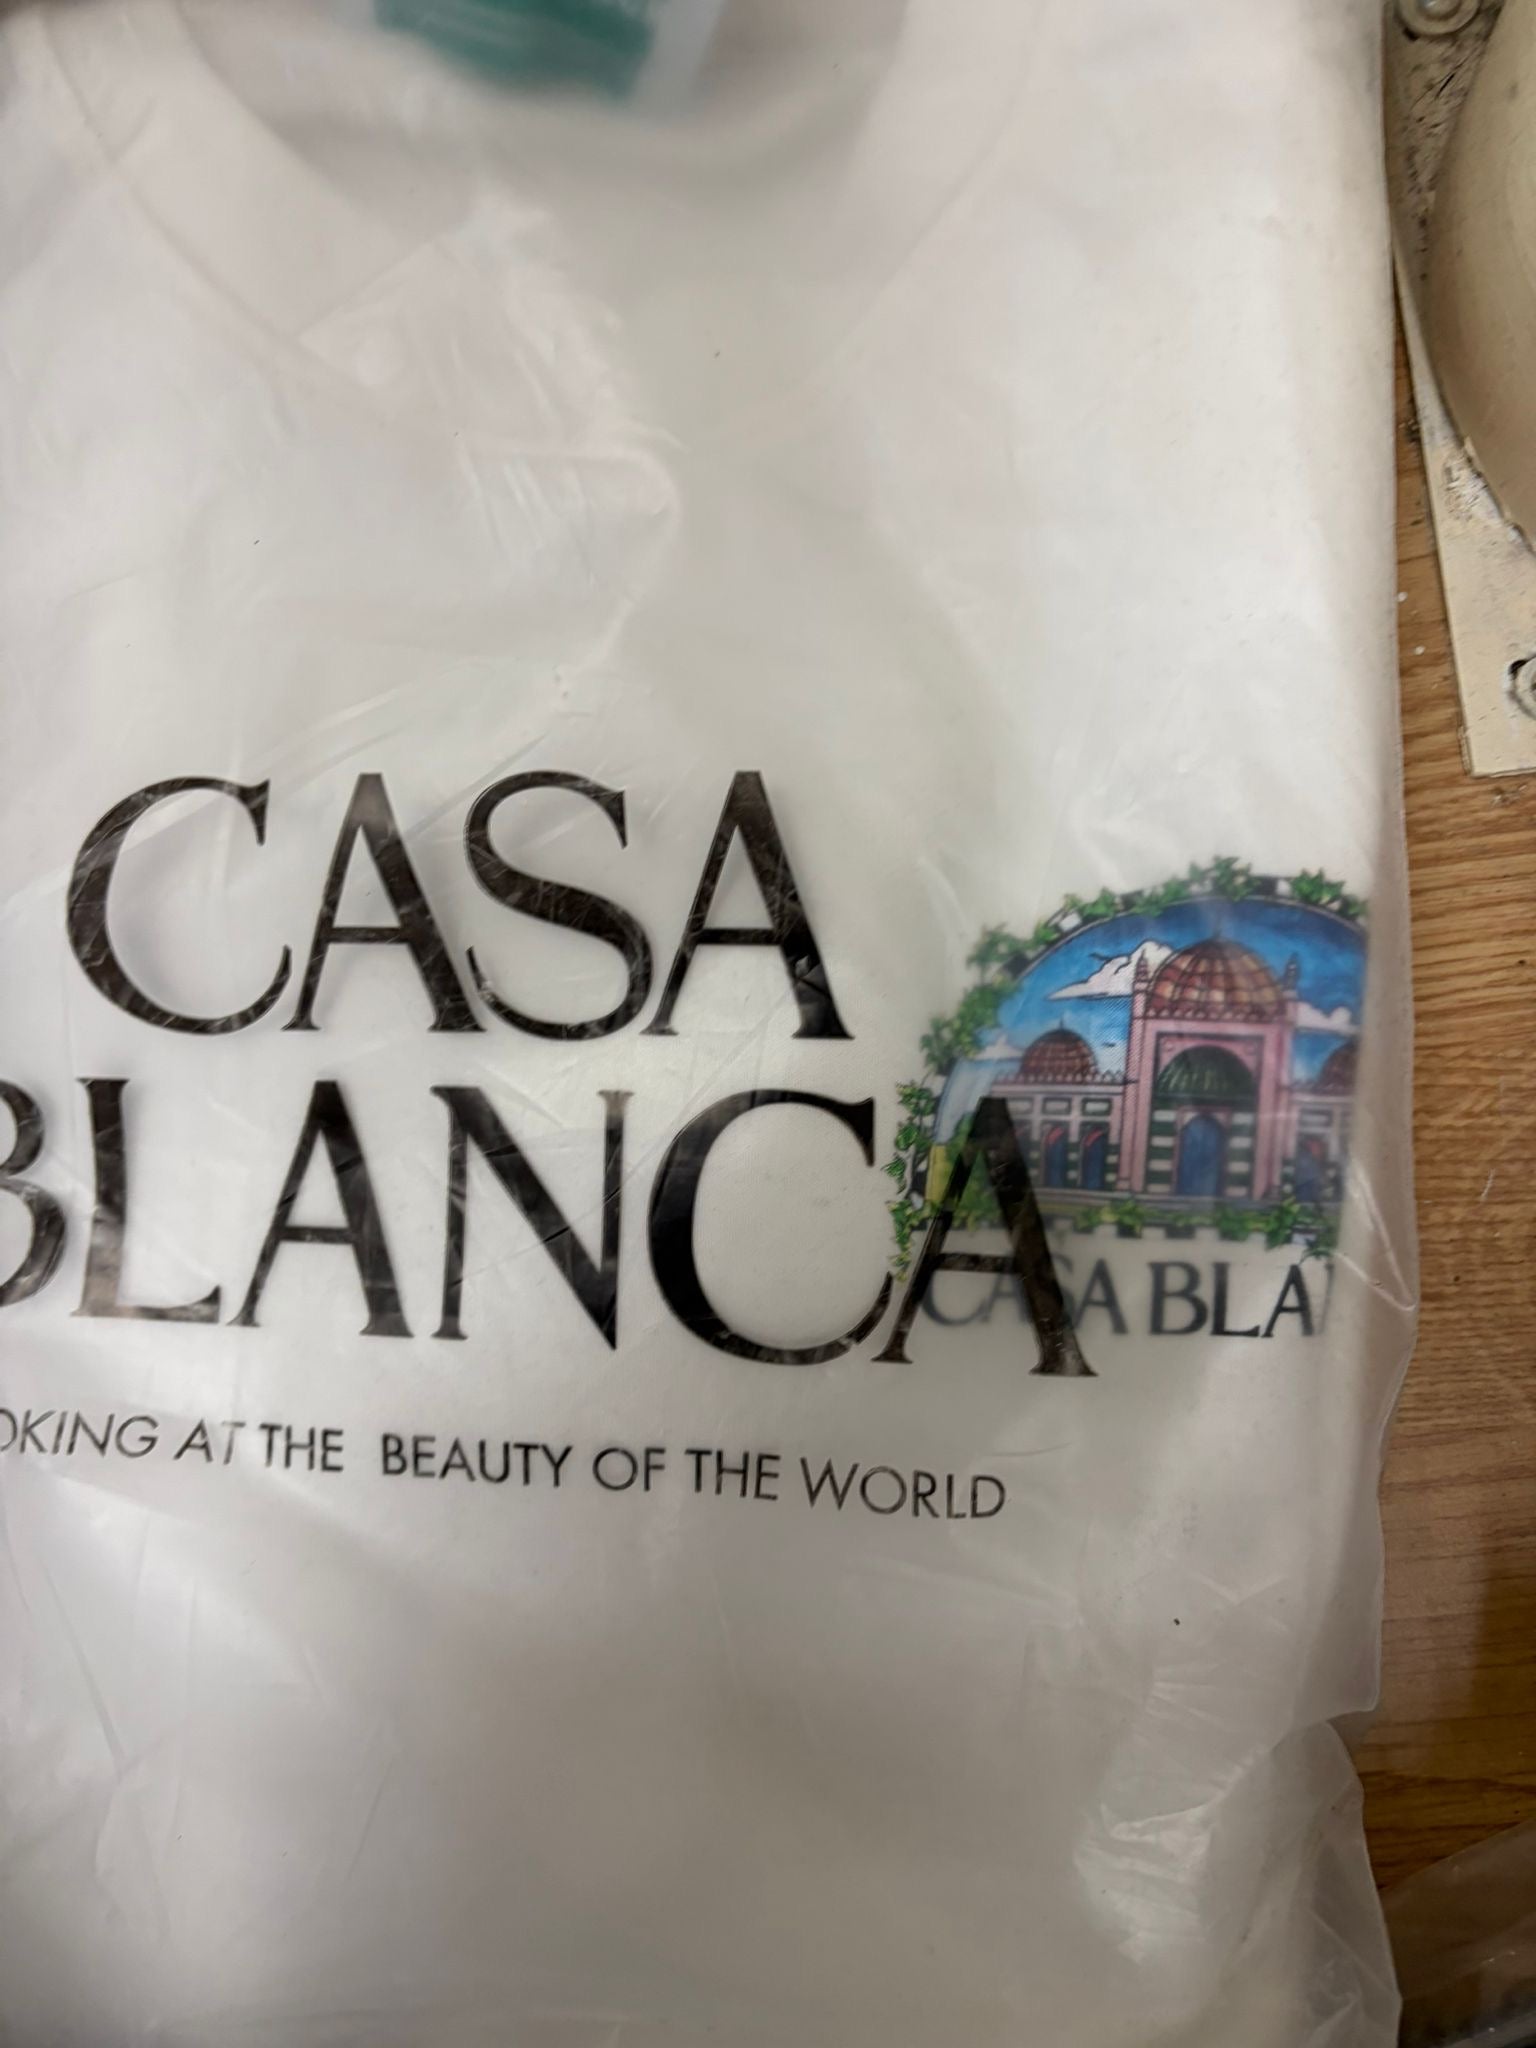 CASA
BLANCA
CASA BLA
OKING AT THE BEAUTY OF THE WORLD